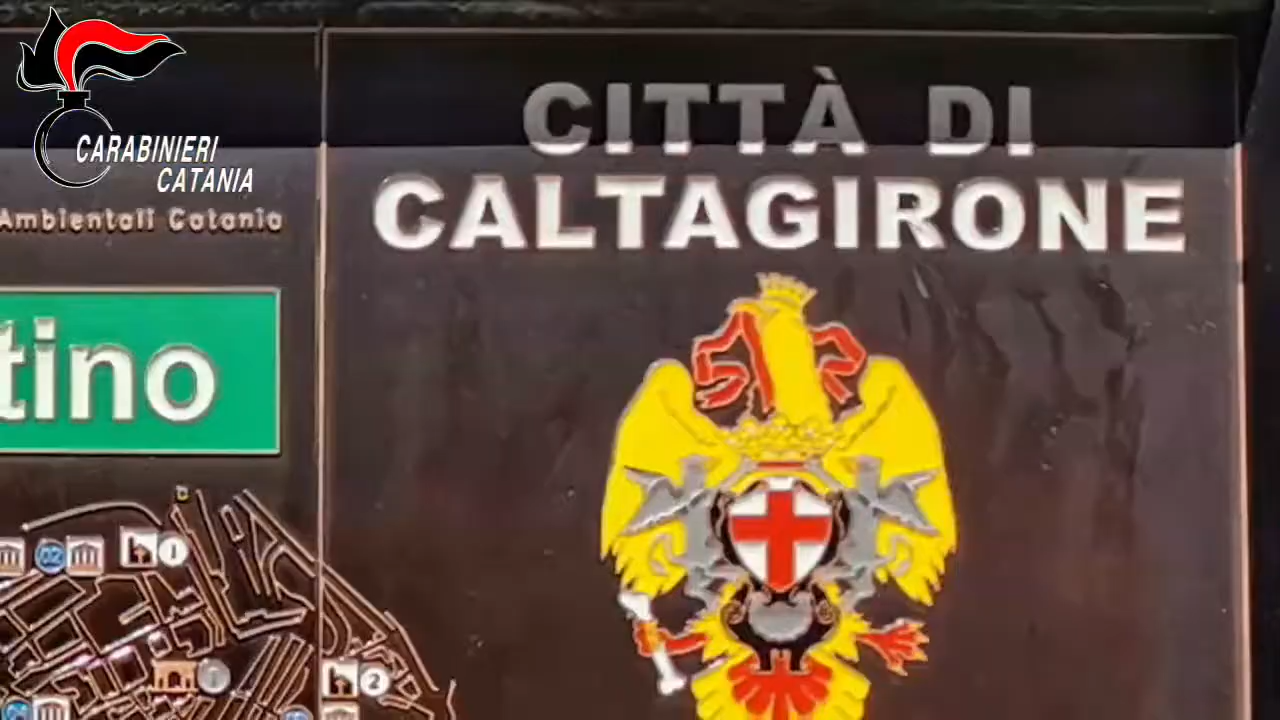 CARABINIERI
CATANIA
Ambientali Catania
tino
CITTÀ DI
CALTAGIRONE
02
1
2